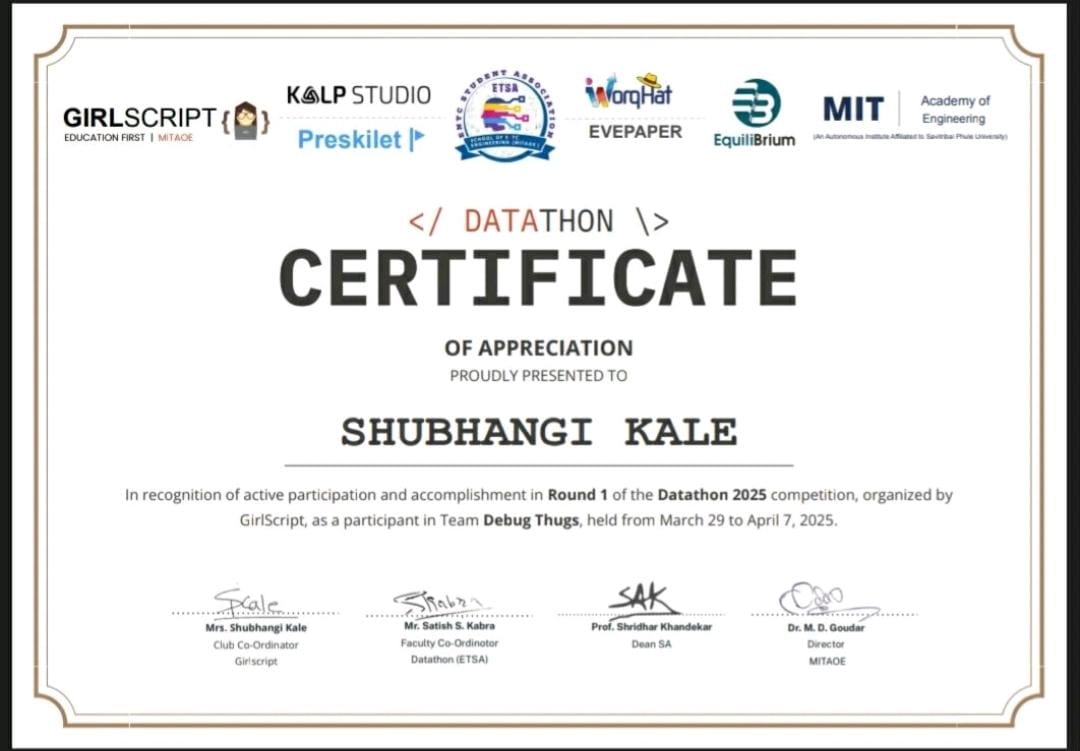 GIRLSCRIPT
EDUCATION FIRST | MITAOE
KALP STUDIO
Preskilet
ENTC STUDENT ASSOCIATION
ETSA
SCHOOL OF E&TC
ENGINEERING (MITAOE)
WorqHat
EVEPAPER
EquiliBrium
MIT
Academy of
Engineering
(An Autonomous Institute Affiliated to Savitribai Phule University)
</ DATATHON \>
CERTIFICATE
OF APPRECIATION
PROUDLY PRESENTED TO
SHUBHANGI KALE
In recognition of active participation and accomplishment in Round 1 of the Datathon 2025 competition, organized by
GirlScript, as a participant in Team Debug Thugs, held from March 29 to April 7, 2025.
Skale
SKabra
SAK
Mrs. Shubhangi Kale
Club Co-Ordinator
Girlscript
Mr. Satish S. Kabra
Faculty Co-Ordinotor
Datathon (ETSA)
Prof. Shridhar Khandekar
Dean SA
Dr. M. D. Goudar
Director
MITAOE